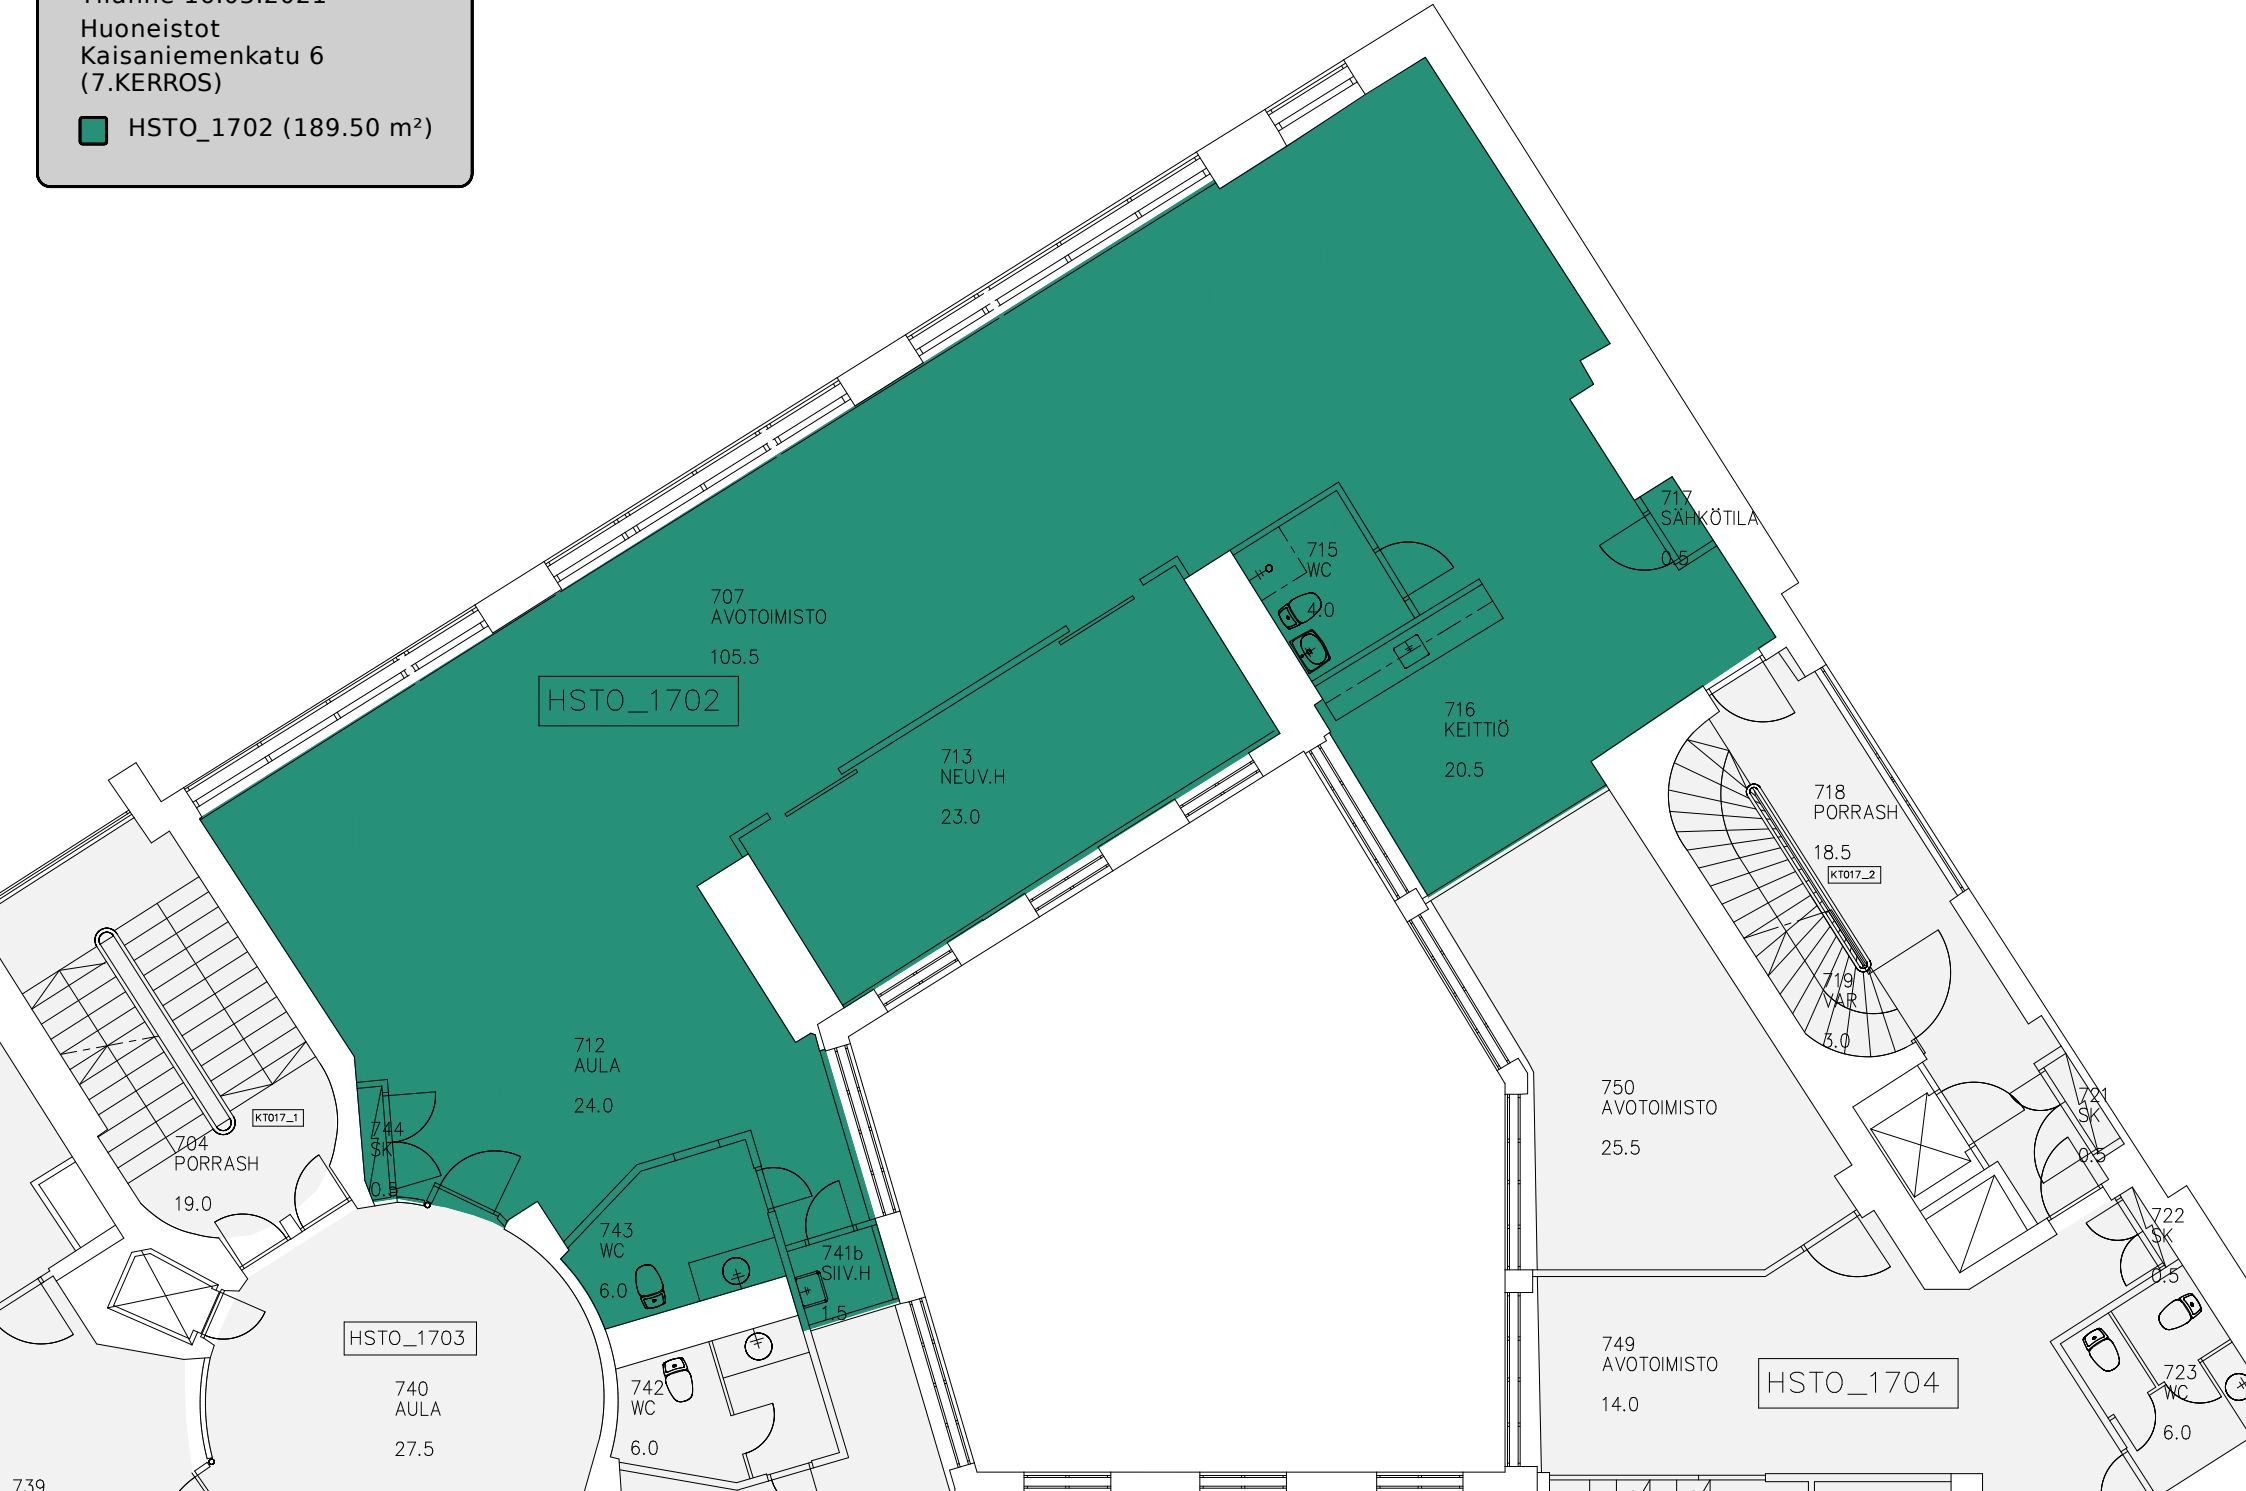 Tilanne 10.03.2021
Huoneistot
Kaisaniemenkatu 6
(7.KERROS)
HSTO_1702 (189.50 m²)
717
SÄHKÖTILA
0.5
715
WC
4.0
707
AVOTOIMISTO
105.5
HSTO_1702
716
KEITTIÖ
20.5
713
NEUV.H
23.0
718
PORRASH
18.5
KT017_2
719
VAR
3.0
712
AULA
24.0
750
AVOTOIMISTO
25.5
721
SK
0.5
KT017_1
704
PORRASH
19.0
744
SK
0.5
743
WC
6.0
741b
SIIV.H
1.5
722
SK
0.5
HSTO_1703
740
AULA
27.5
742
WC
6.0
749
AVOTOIMISTO
14.0
HSTO_1704
723
WC
6.0
739